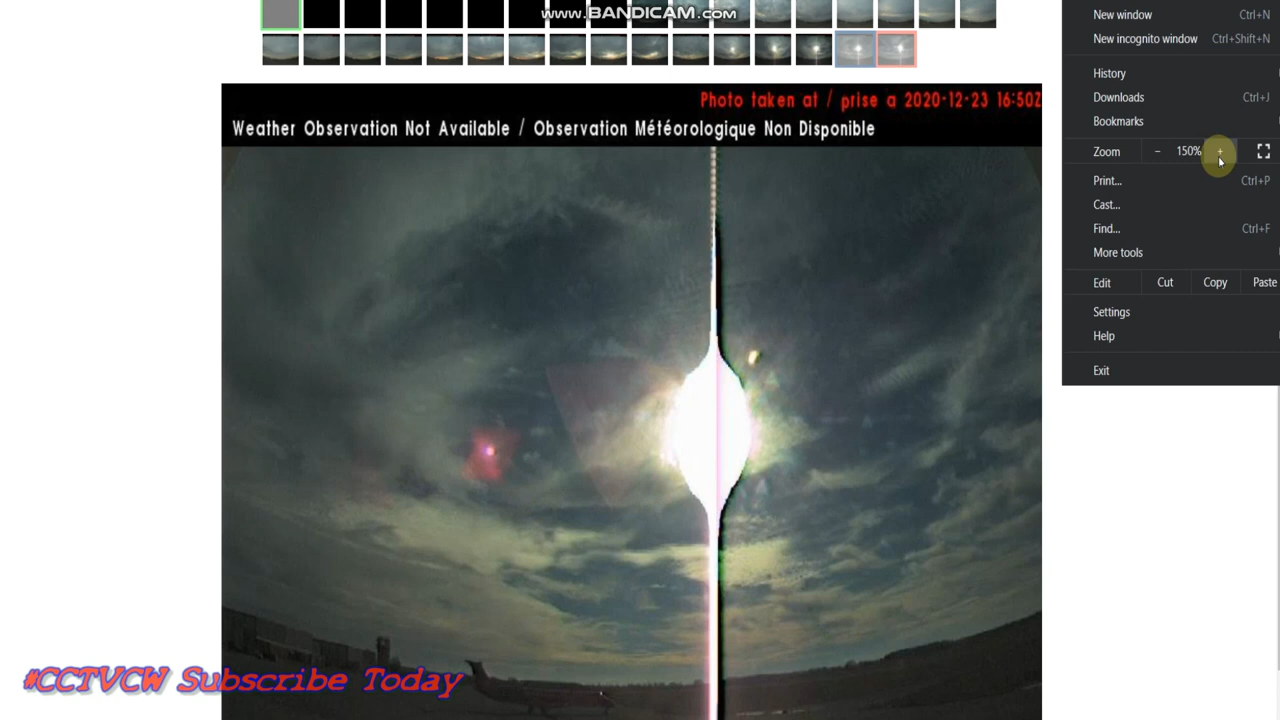 www.BANDICAM.com
New window Ctrl+N
New incognito window Ctrl+Shift+N
History
Downloads Ctrl+J
Bookmarks
Zoom − 150% +
Print... Ctrl+P
Cast...
Find... Ctrl+F
More tools
Edit Cut Copy Paste
Settings
Help
Exit
Photo taken at / prise a 2020-12-23 16:50Z
Weather Observation Not Available / Observation Météorologique Non Disponible
#CCTVCW Subscribe Today